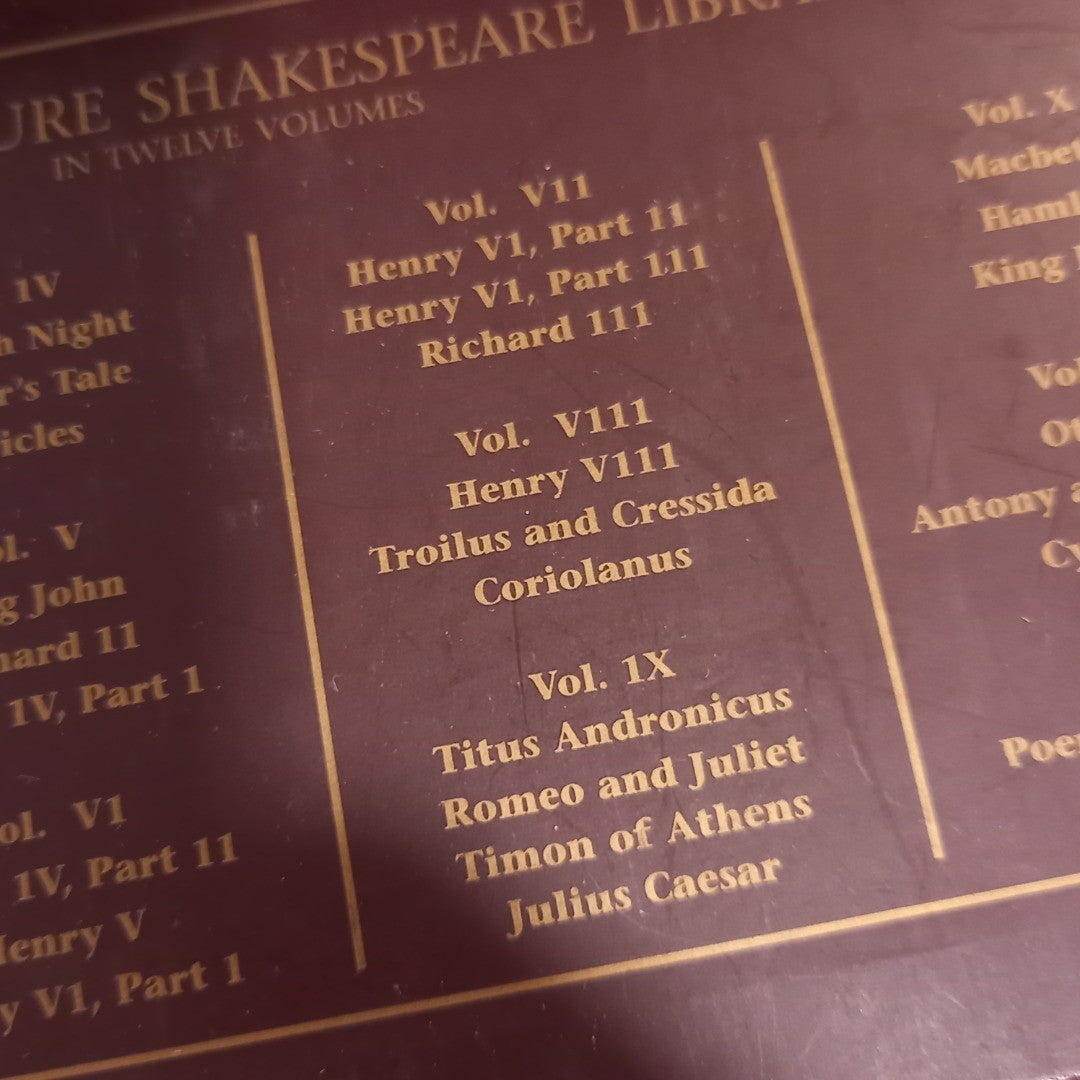 URE SHAKESPEARE LIBRA
IN TWELVE VOLUMES
1V
h Night
r's Tale
icles
ol. V
g John
hard 11
1V, Part 1
ol. V1
1V, Part 11
Henry V
y V1, Part 1
Vol. V11
Henry V1, Part 11
Henry V1, Part 111
Richard 111
Vol. V111
Henry V111
Troilus and Cressida
Coriolanus
Vol. 1X
Titus Andronicus
Romeo and Juliet
Timon of Athens
Julius Caesar
Vol. X
Macbet
Haml
King
Vol
Ot
Antony a
Cy
Poe